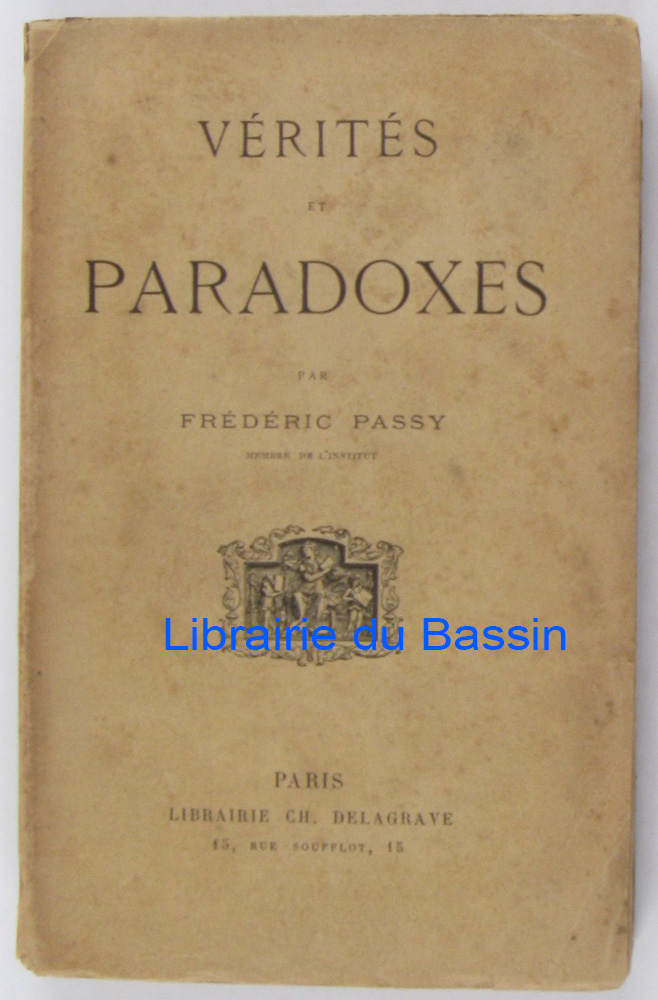 VÉRITÉS
ET
PARADOXES
PAR
FRÉDÉRIC PASSY
MEMBRE DE L'INSTITUT
Librairie du Bassin
PARIS
LIBRAIRIE CH. DELAGRAVE
15, RUE SOUFFLOT, 15